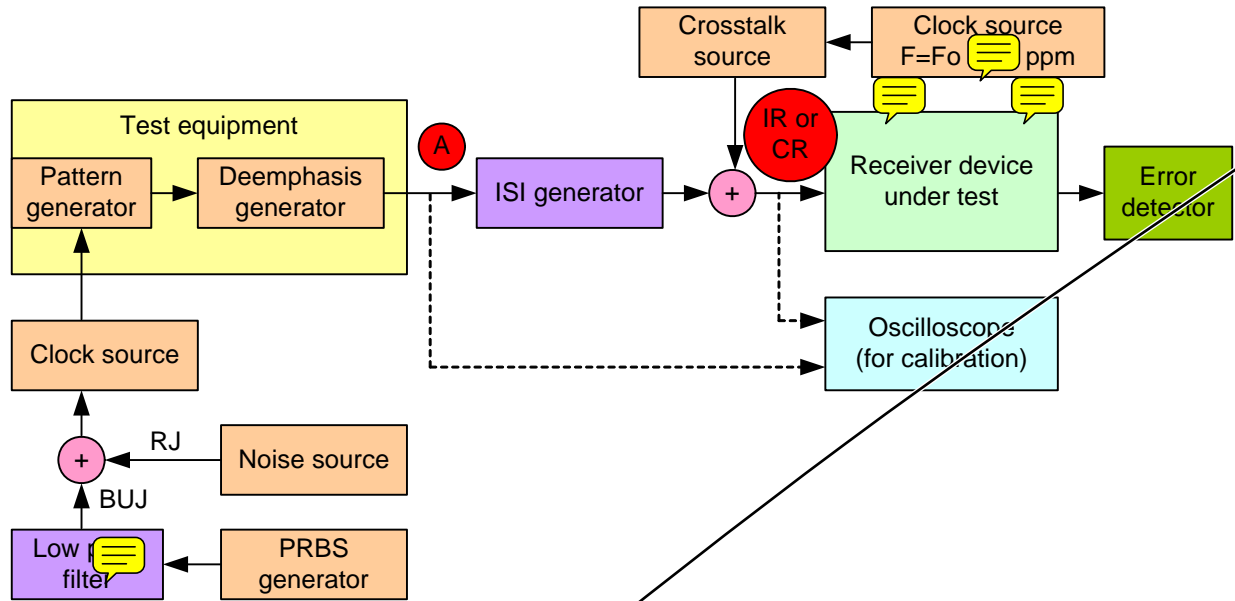 Crosstalk
source
Clock source
F=Fo ppm
Test equipment
Pattern
generator
Deemphasis
generator
A
ISI generator
+
IR or
CR
Receiver device
under test
Error
detector
Clock source
Oscilloscope
(for calibration)
+
RJ
Noise source
BUJ
Low
filter
PRBS
generator